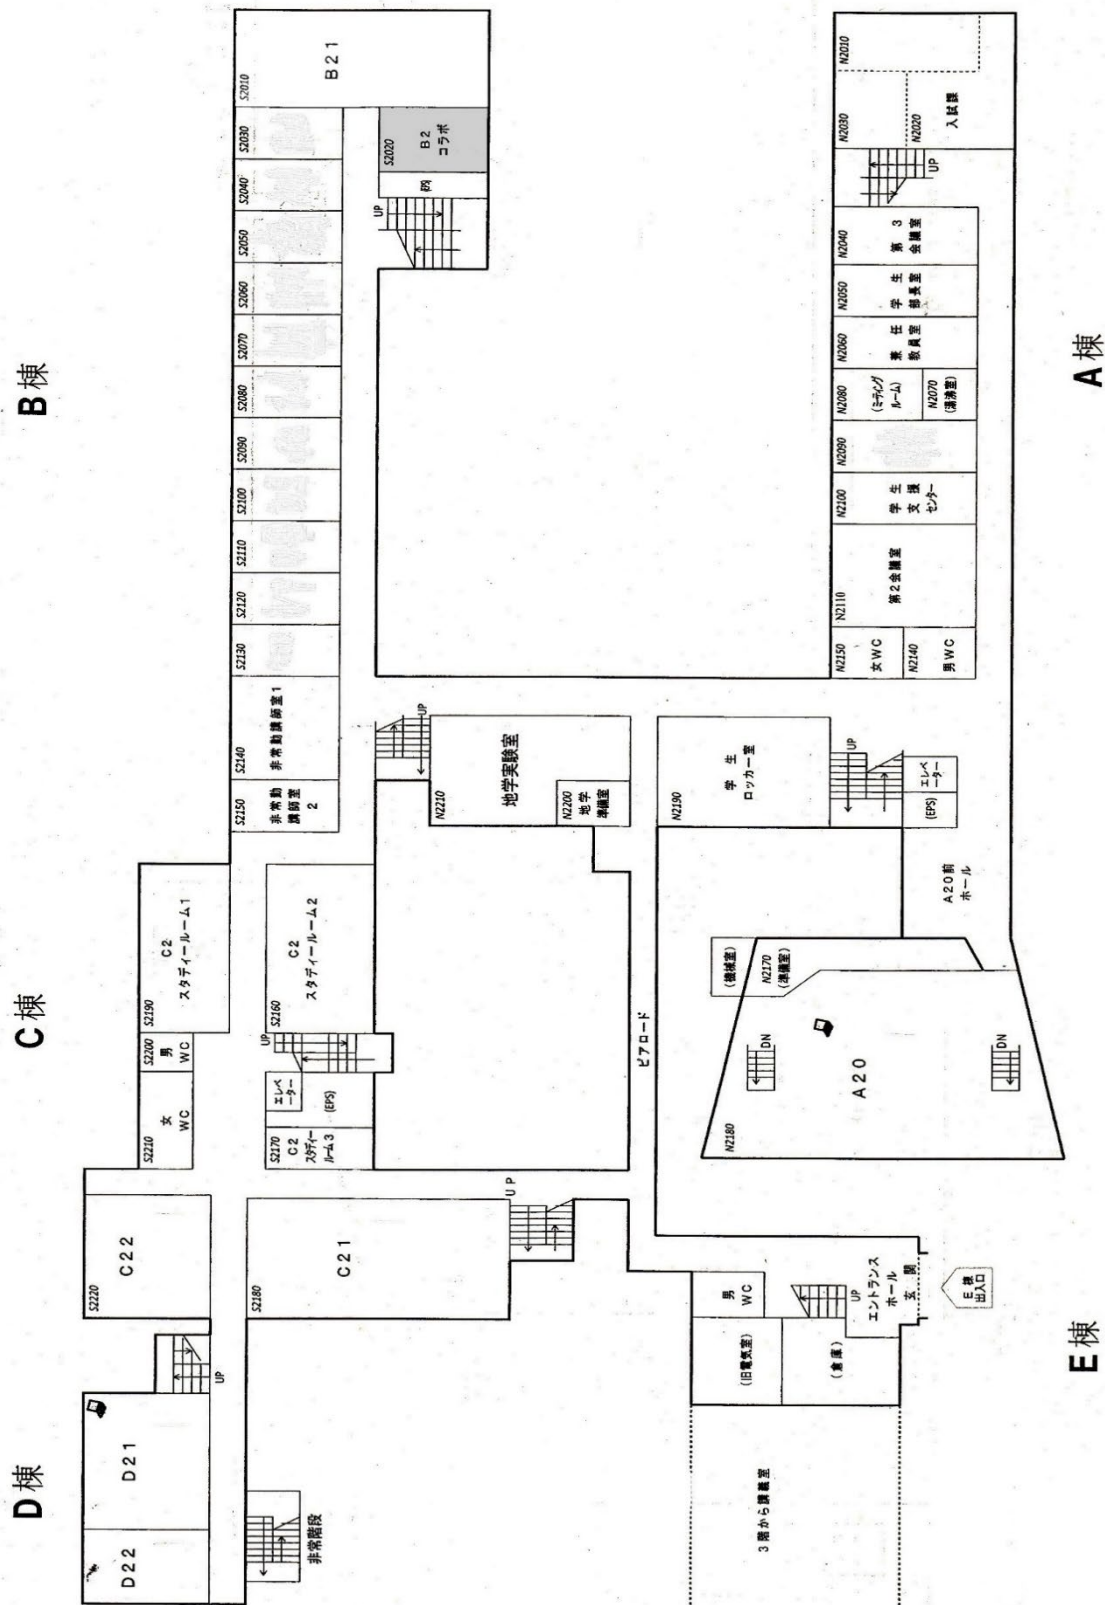 B棟
S2010
B21
S2020
B2
コラボ
(PS)
UP
S2030
S2040
S2050
S2060
S2070
S2080
S2090
S2100
S2110
S2120
S2130
S2140
非常勤講師室1
S2150
非常勤
講師室
2
UP
C棟
S2190
C2
スタディールーム1
S2160
C2
スタディールーム2
S2200
男
WC
S2210
女
WC
UP
エレベ
ーター
(EPS)
S2170
C2
スタディー
ルーム3
S2220
C22
S2180
C21
UP
D棟
UP
D21
D22
非常階段
A棟
N2010
N2030
N2020
入試課
UP
N2040
第3
会議室
N2050
学生
部長室
N2060
兼任
教員室
N2080
(ミーティング
ルーム)
N2070
(湯沸室)
N2090
N2100
学生
支援
センター
N2110
第2会議室
N2150
女WC
N2140
男WC
N2210
地学実験室
N2200
地学
準備室
N2190
学生
ロッカー室
UP
エレベ
ーター
(EPS)
A20前
ホール
(機械室)
N2170
(準備室)
N2180
A20
DN
DN
ピアロード
E棟
男
WC
UP
エントランス
ホール
玄関
E棟
出入口
(旧電気室)
(倉庫)
3階から講義室